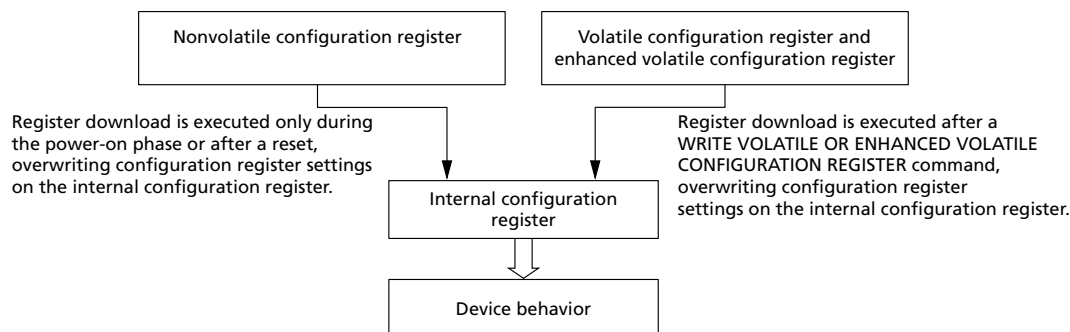 Nonvolatile configuration register
Volatile configuration register and
enhanced volatile configuration register
Register download is executed only during
the power-on phase or after a reset,
overwriting configuration register settings
on the internal configuration register.
Register download is executed after a
WRITE VOLATILE OR ENHANCED VOLATILE
CONFIGURATION REGISTER command,
overwriting configuration register
settings on the internal configuration register.
Internal configuration
register
Device behavior